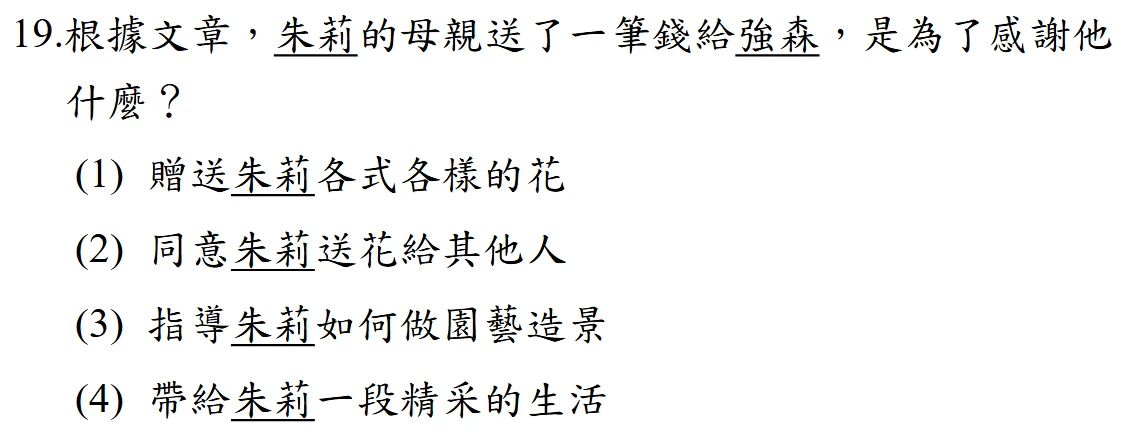 19.根據文章，朱莉的母親送了一筆錢給強森，是為了感謝他
什麼？
(1) 贈送朱莉各式各樣的花
(2) 同意朱莉送花給其他人
(3) 指導朱莉如何做園藝造景
(4) 帶給朱莉一段精采的生活